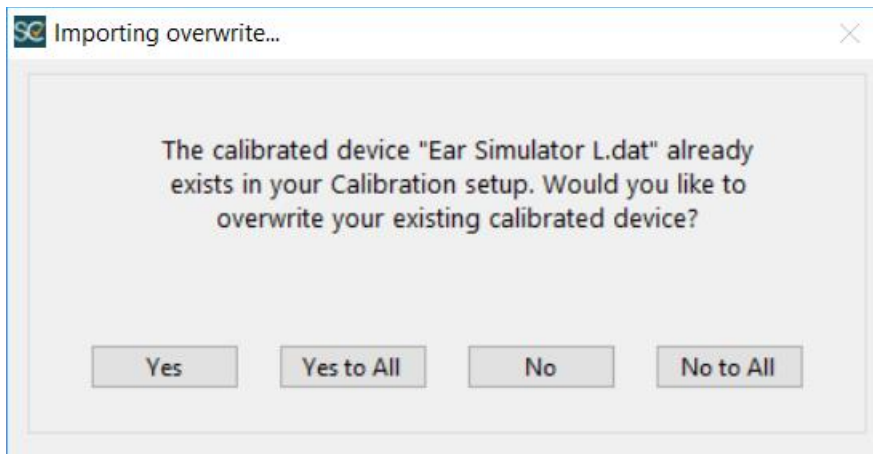 SC Importing overwrite...
The calibrated device "Ear Simulator L.dat" already
exists in your Calibration setup. Would you like to
overwrite your existing calibrated device?
Yes Yes to All No No to All